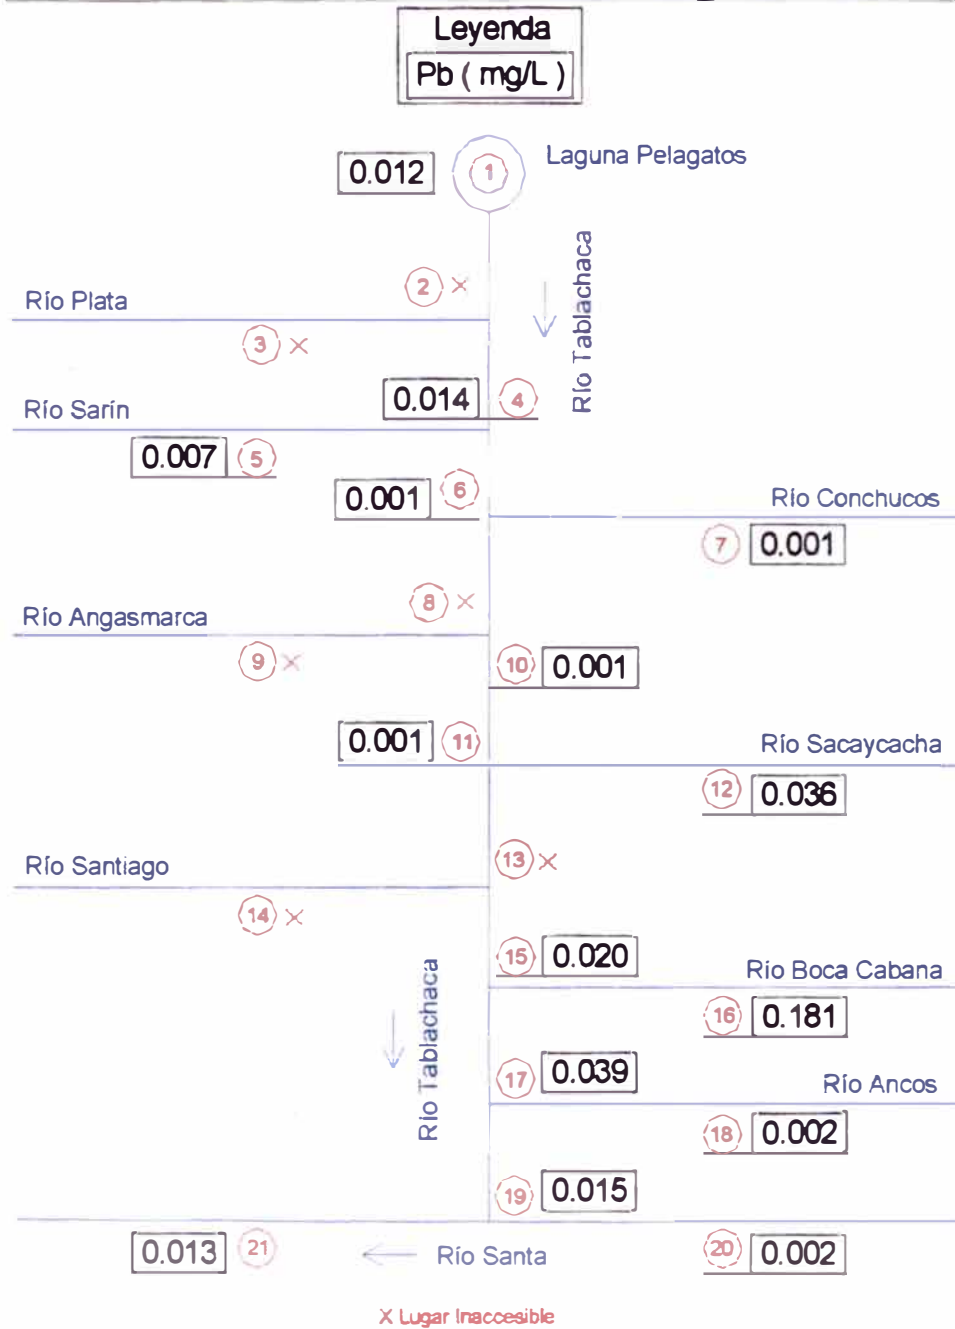 Leyenda
Pb ( mg/L )
0.012 1 Laguna Pelagatos
2 X
Río Tablachaca
Río Plata
3 X
0.014 4
Río Sarín
0.007 5
0.001 6
Río Conchucos
7 0.001
8 X
Río Angasmarca
9 X
10 0.001
0.001 11
Río Sacaycacha
12 0.036
13 X
Río Santiago
14 X
15 0.020
Río Boca Cabana
16 0.181
Río Tablachaca
17 0.039
Río Ancos
18 0.002
19 0.015
0.013 21 Río Santa 20 0.002
X Lugar Inaccesible